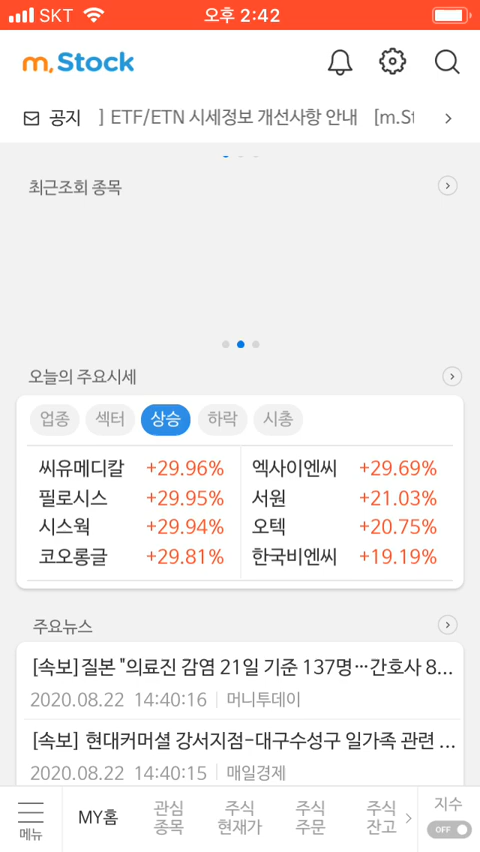 SKT 오후 2:42
m.Stock
공지 ] ETF/ETN 시세정보 개선사항 안내 [m.St
최근조회 종목
오늘의 주요시세
업종 섹터 상승 하락 시총
씨유메디칼 +29.96% 엑사이엔씨 +29.69%
필로시스 +29.95% 서원 +21.03%
시스웍 +29.94% 오텍 +20.75%
코오롱글 +29.81% 한국비엔씨 +19.19%
주요뉴스
[속보]질본 "의료진 감염 21일 기준 137명…간호사 8...
2020.08.22 14:40:16 머니투데이
[속보] 현대커머셜 강서지점-대구수성구 일가족 관련 ...
2020.08.22 14:40:15 매일경제
메뉴
MY홈
관심
종목
주식
현재가
주식
주문
주식
잔고
지수
OFF